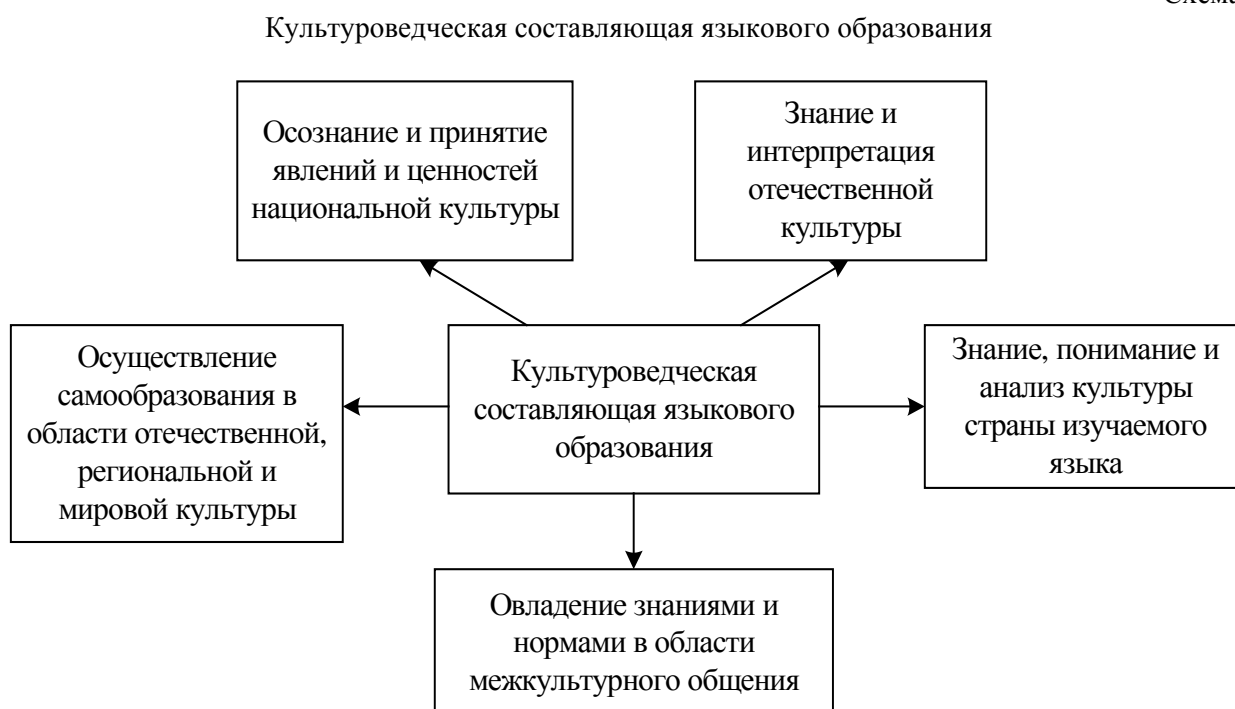 Схема
Культуроведческая составляющая языкового образования
Осознание и принятие
явлений и ценностей
национальной культуры
Знание и
интерпретация
отечественной
культуры
Осуществление
самообразования в
области отечественной,
региональной и
мировой культуры
Культуроведческая
составляющая языкового
образования
Знание, понимание и
анализ культуры
страны изучаемого
языка
Овладение знаниями и
нормами в области
межкультурного общения